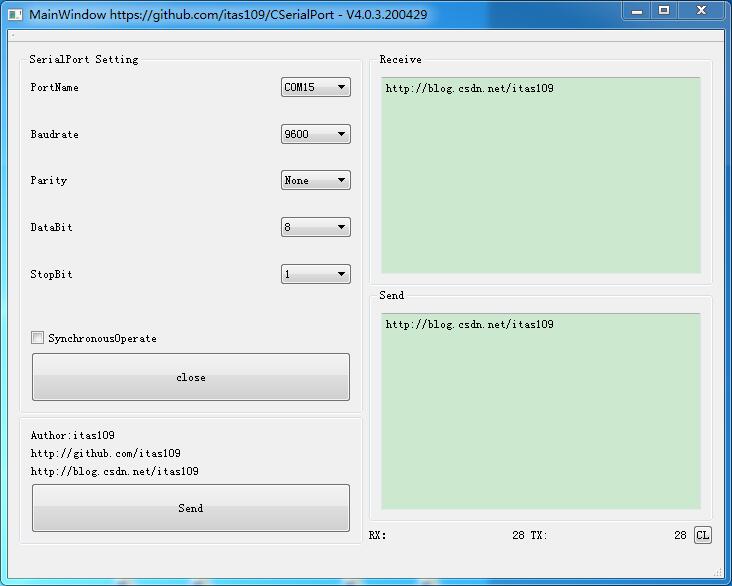 MainWindow https://github.com/itas109/CSerialPort - V4.0.3.200429
SerialPort Setting
PortName COM15
Baudrate 9600
Parity None
DataBit 8
StopBit 1
SynchronousOperate
close
Author:itas109
http://github.com/itas109
http://blog.csdn.net/itas109
Send
Receive
http://blog.csdn.net/itas109
Send
http://blog.csdn.net/itas109
RX: 28 TX: 28 CL